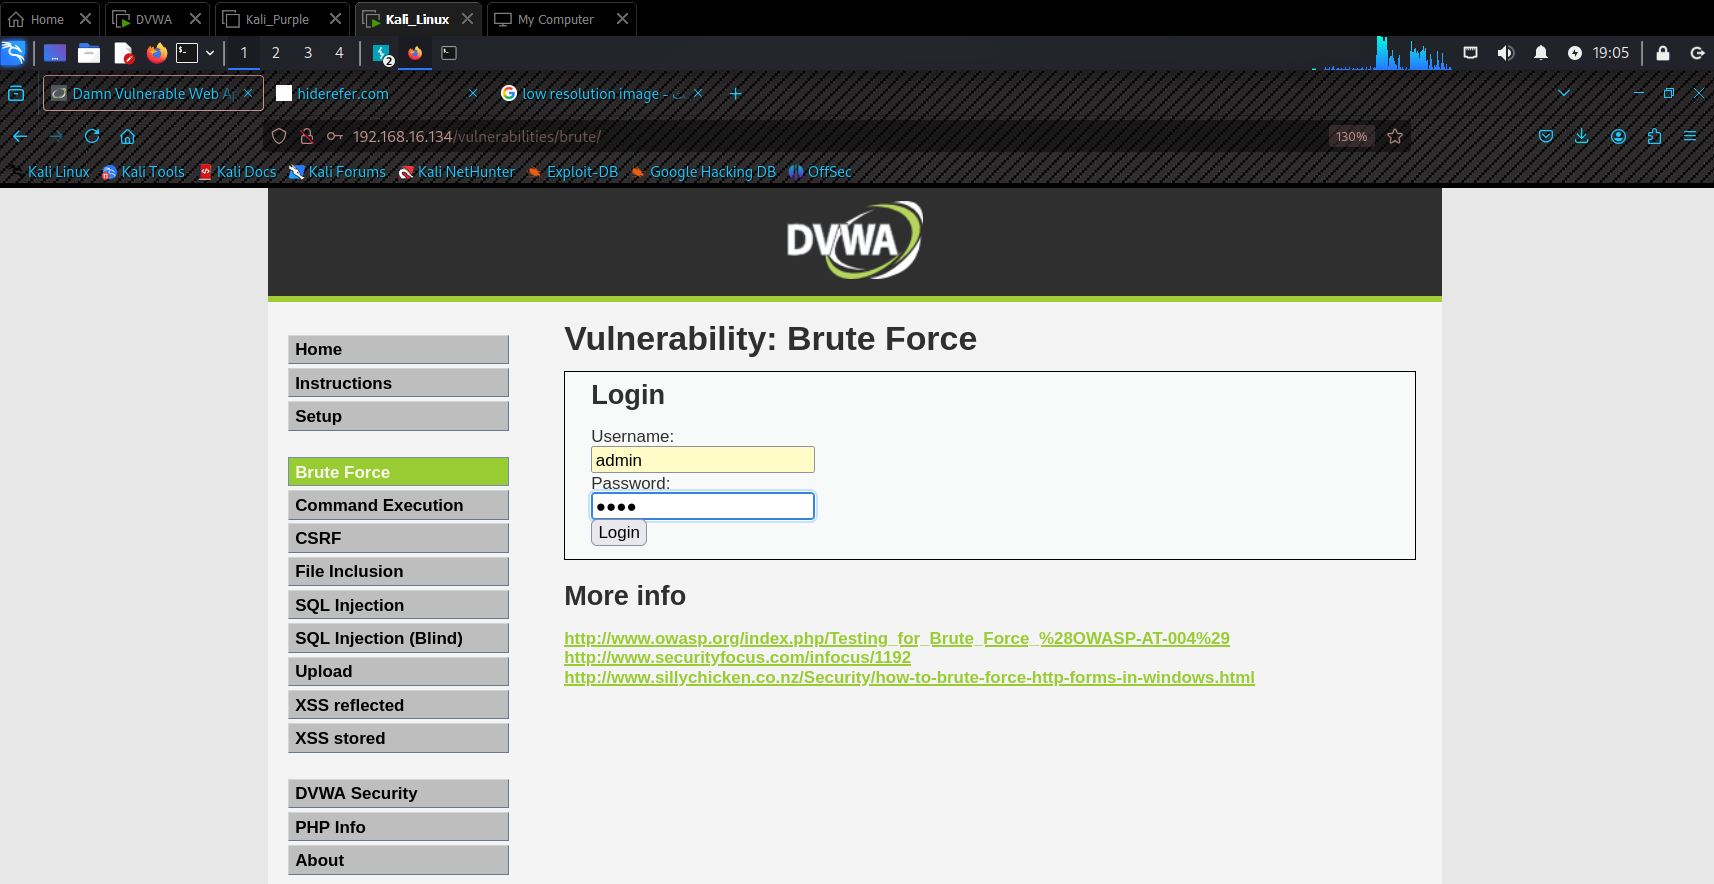 Home DVWA Kali_Purple Kali_Linux My Computer
1 2 3 4 2 19:05
Damn Vulnerable Web Ap hiderefer.com low resolution image -
192.168.16.134/vulnerabilities/brute/ 130%
Kali Linux Kali Tools Kali Docs Kali Forums Kali NetHunter Exploit-DB Google Hacking DB OffSec
DVWA
Home
Instructions
Setup
Brute Force
Command Execution
CSRF
File Inclusion
SQL Injection
SQL Injection (Blind)
Upload
XSS reflected
XSS stored
DVWA Security
PHP Info
About
Vulnerability: Brute Force
Login
Username:
admin
Password:
●●●●
Login
More info
http://www.owasp.org/index.php/Testing_for_Brute_Force_%28OWASP-AT-004%29
http://www.securityfocus.com/infocus/1192
http://www.sillychicken.co.nz/Security/how-to-brute-force-http-forms-in-windows.html